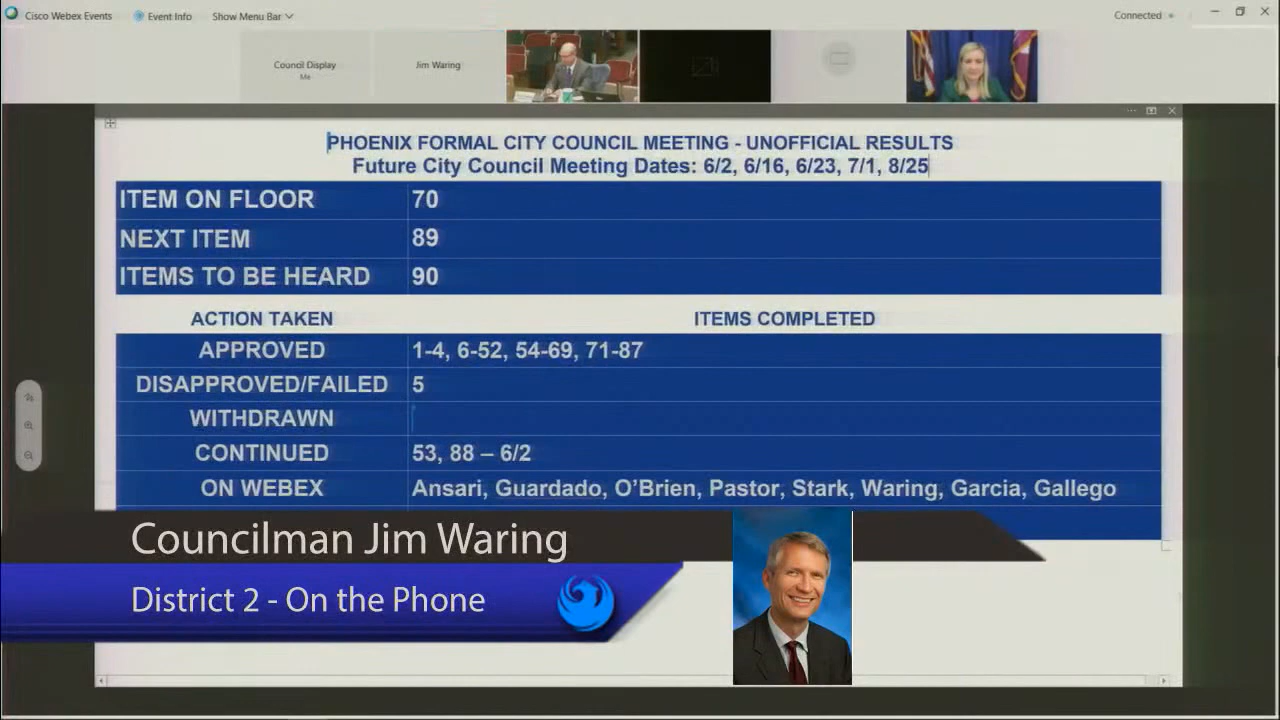 Cisco Webex Events
Event Info
Show Menu Bar
Connected
Council Display
Me
Jim Waring
PHOENIX FORMAL CITY COUNCIL MEETING - UNOFFICIAL RESULTS
Future City Council Meeting Dates: 6/2, 6/16, 6/23, 7/1, 8/25
ITEM ON FLOOR 70
NEXT ITEM 89
ITEMS TO BE HEARD 90
ACTION TAKEN ITEMS COMPLETED
APPROVED 1-4, 6-52, 54-69, 71-87
DISAPPROVED/FAILED 5
WITHDRAWN
CONTINUED 53, 88 – 6/2
ON WEBEX Ansari, Guardado, O'Brien, Pastor, Stark, Waring, Garcia, Gallego
Councilman Jim Waring
District 2 - On the Phone